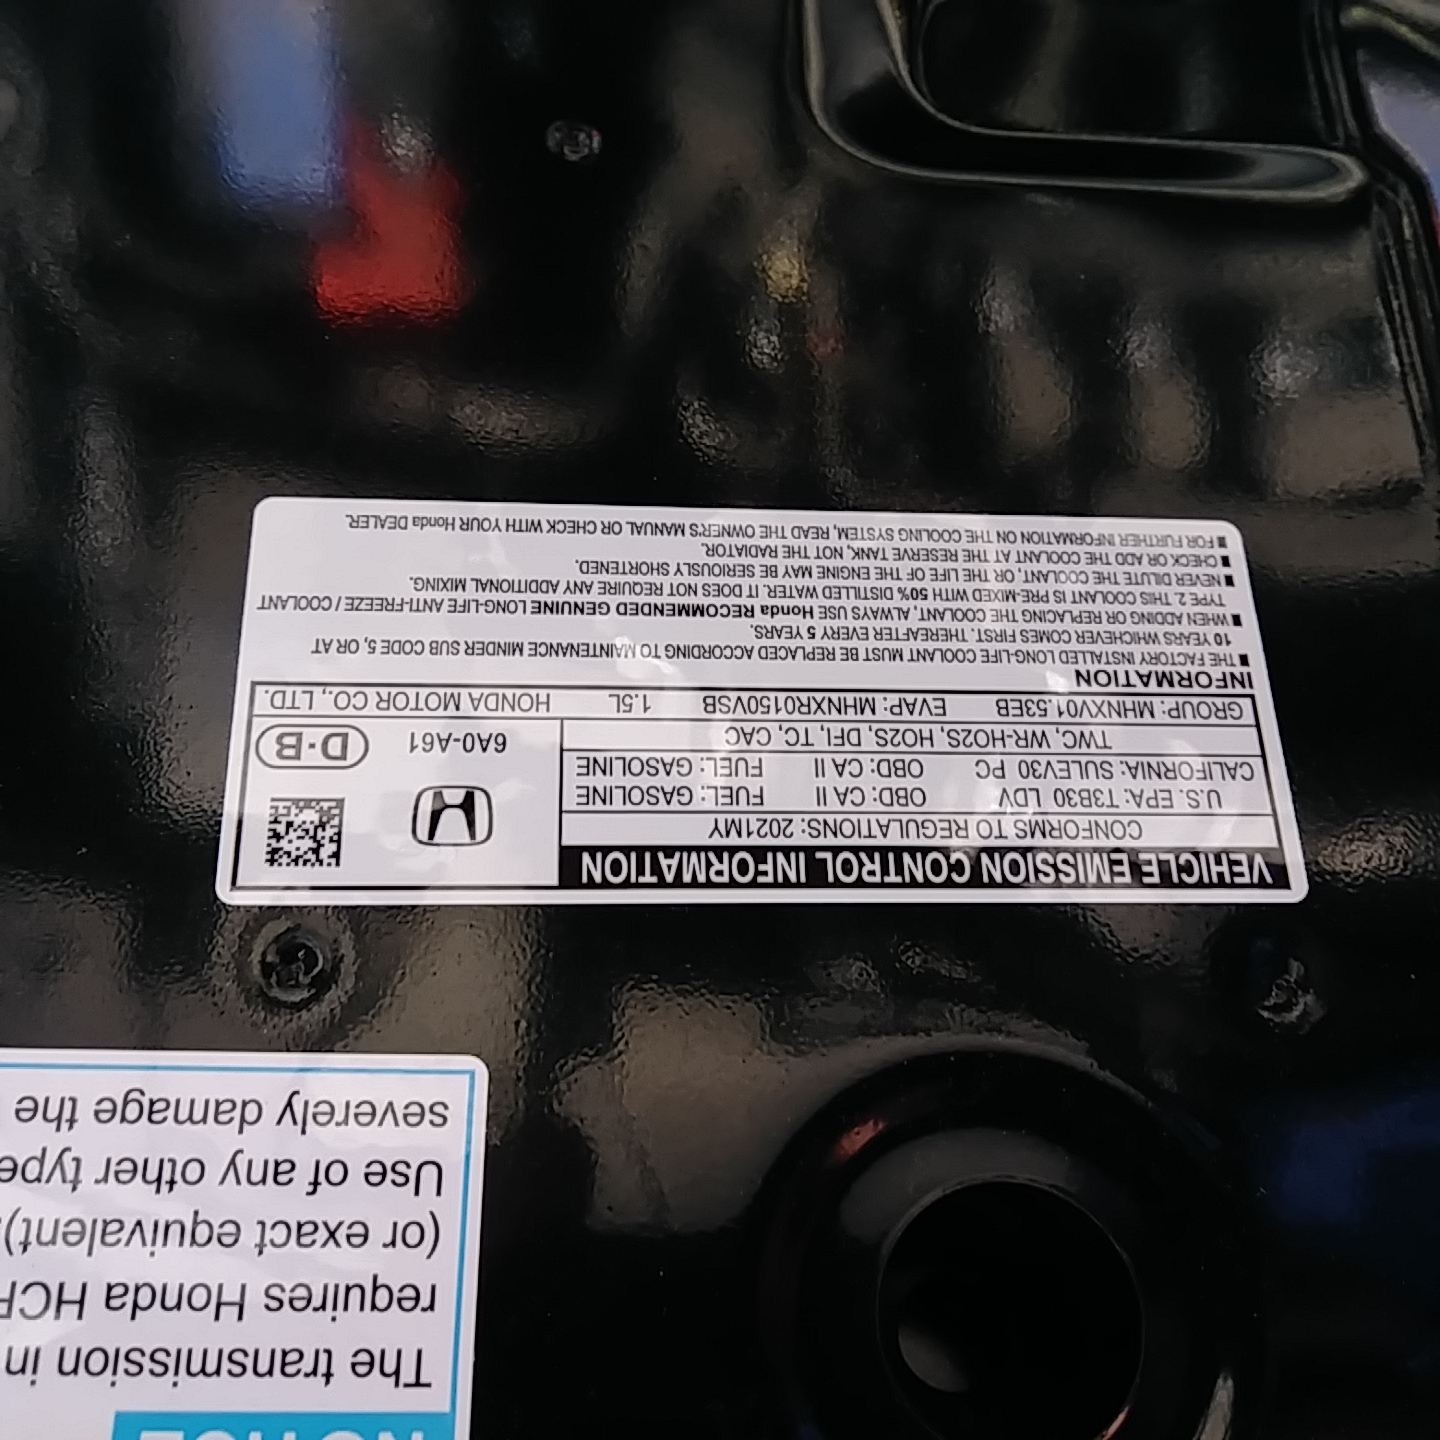 VEHICLE EMISSION CONTROL INFORMATION
CONFORMS TO REGULATIONS: 2021MY
U.S. EPA: T3B30 LDV OBD: CA II FUEL: GASOLINE
CALIFORNIA: SULEV30 PC OBD: CA II FUEL: GASOLINE
TWC, WR-HO2S, HO2S, DFI, TC, CAC
6A0-A61 D·B
GROUP: MHNXV01.53EB EVAP: MHNXR0150VSB 1.5L HONDA MOTOR CO., LTD.
INFORMATION
■ THE FACTORY INSTALLED LONG-LIFE COOLANT MUST BE REPLACED ACCORDING TO MAINTENANCE MINDER SUB CODE 5, OR AT
10 YEARS WHICHEVER COMES FIRST. THEREAFTER EVERY 5 YEARS.
■ WHEN ADDING OR REPLACING THE COOLANT, ALWAYS USE Honda RECOMMENDED GENUINE LONG-LIFE ANTI-FREEZE / COOLANT
TYPE 2. THIS COOLANT IS PRE-MIXED WITH 50% DISTILLED WATER. IT DOES NOT REQUIRE ANY ADDITIONAL MIXING.
■ NEVER DILUTE THE COOLANT, OR THE LIFE OF THE ENGINE MAY BE SERIOUSLY SHORTENED.
■ CHECK OR ADD THE COOLANT AT THE RESERVE TANK, NOT THE RADIATOR.
■ FOR FURTHER INFORMATION ON THE COOLING SYSTEM, READ THE OWNER'S MANUAL OR CHECK WITH YOUR Honda DEALER.
NOTICE
The transmission in
requires Honda HCF
(or exact equivalent).
Use of any other type
severely damage the